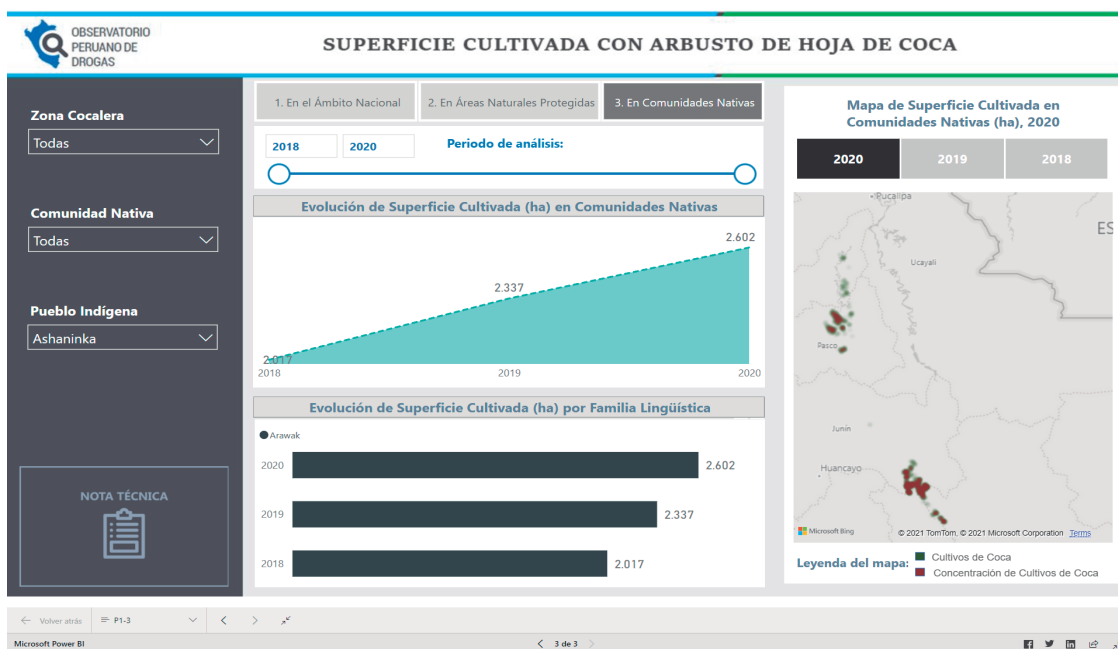 OBSERVATORIO
PERUANO DE
DROGAS
SUPERFICIE CULTIVADA CON ARBUSTO DE HOJA DE COCA
Zona Cocalera
Todas
Comunidad Nativa
Todas
Pueblo Indígena
Ashaninka
NOTA TÉCNICA
1. En el Ámbito Nacional
2. En Áreas Naturales Protegidas
3. En Comunidades Nativas
2018
2020
Periodo de análisis:
Evolución de Superficie Cultivada (ha) en Comunidades Nativas
2.602
2.337
2.017
2018
2019
2020
Evolución de Superficie Cultivada (ha) por Familia Lingüística
Arawak
2020
2.602
2019
2.337
2018
2.017
Mapa de Superficie Cultivada en
Comunidades Nativas (ha), 2020
2020
2019
2018
Pucallpa
ES
Ucayali
Pasco
Junín
Huancayo
Microsoft Bing
© 2021 TomTom, © 2021 Microsoft Corporation Terms
Leyenda del mapa:
Cultivos de Coca
Concentración de Cultivos de Coca
Volver atrás
P1-3
Microsoft Power BI
3 de 3